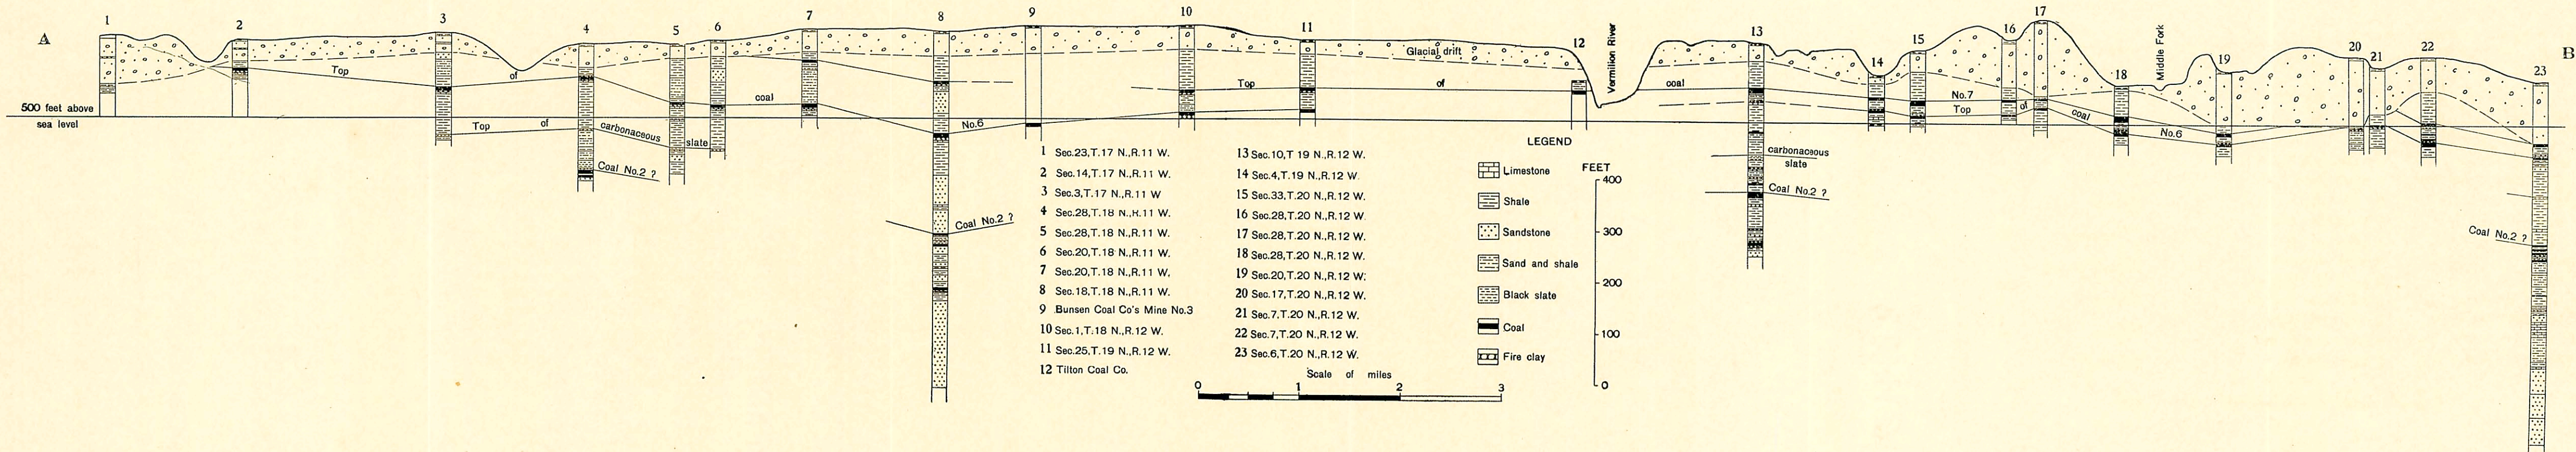 A
B
1 2 3 4 5 6 7 8 9 10 11 12 13 14 15 16 17 18 19 20 21 22 23
Glacial drift
Vermilion River
Middle Fork
500 feet above
sea level
Top of coal No.6
Top of carbonaceous slate
Coal No.2 ?
Coal No.2 ?
Top of coal No.7
Top of coal No.6
carbonaceous
slate
Coal No.2 ?
Coal No.2 ?
1 Sec.23,T.17 N.,R.11 W.
2 Sec.14,T.17 N.,R.11 W.
3 Sec.3,T.17 N.,R.11 W
4 Sec.28,T.18 N.,R.11 W.
5 Sec.28,T.18 N.,R.11 W.
6 Sec.20,T.18 N.,R.11 W.
7 Sec.20,T.18 N.,R.11 W.
8 Sec.18,T.18 N.,R.11 W.
9 Bunsen Coal Co's Mine No.3
10 Sec.1,T.18 N.,R.12 W.
11 Sec.25,T.19 N.,R.12 W.
12 Tilton Coal Co.
13 Sec.10,T 19 N.,R.12 W.
14 Sec.4,T.19 N.,R.12 W.
15 Sec.33,T.20 N.,R.12 W.
16 Sec.28,T.20 N.,R.12 W.
17 Sec.28,T.20 N.,R.12 W.
18 Sec.28,T.20 N.,R.12 W.
19 Sec.20,T.20 N.,R.12 W.
20 Sec.17,T.20 N.,R.12 W.
21 Sec.7,T.20 N.,R.12 W.
22 Sec.7,T.20 N.,R.12 W.
23 Sec.6,T.20 N.,R.12 W.
LEGEND
Limestone
Shale
Sandstone
Sand and shale
Black slate
Coal
Fire clay
FEET
400
300
200
100
0
Scale of miles
0 1 2 3